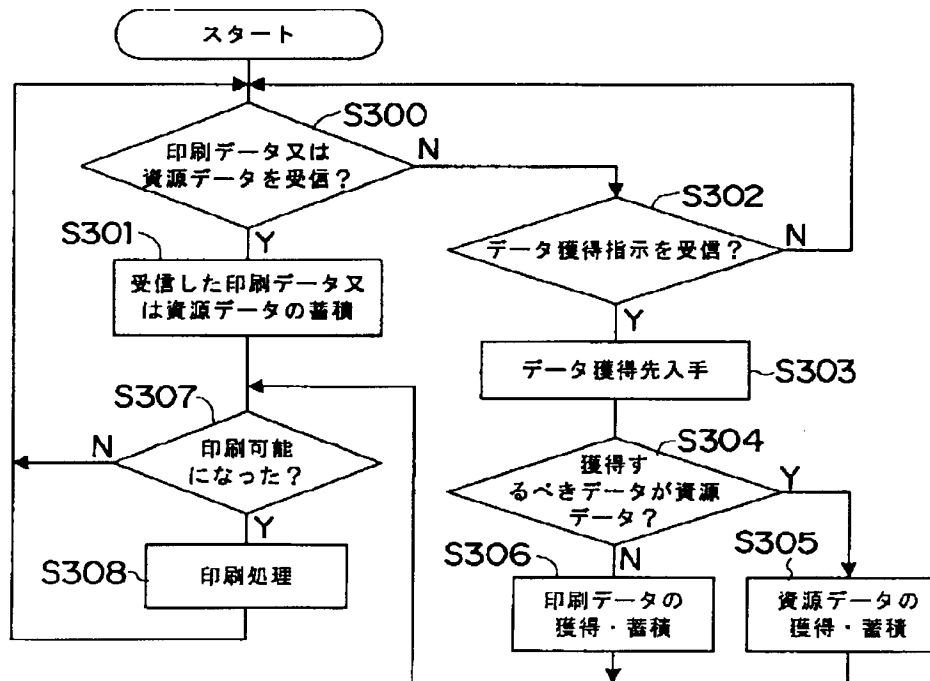 スタート
S300
印刷データ又は
資源データを受信？
N
Y
S302
データ獲得指示を受信？
N
Y
S301
受信した印刷データ又
は資源データの蓄積
データ獲得先入手
S303
S307
印刷可能
になった？
N
Y
S304
獲得す
るべきデータが資源
データ？
Y
N
S308
印刷処理
S306
印刷データの
獲得・蓄積
S305
資源データの
獲得・蓄積